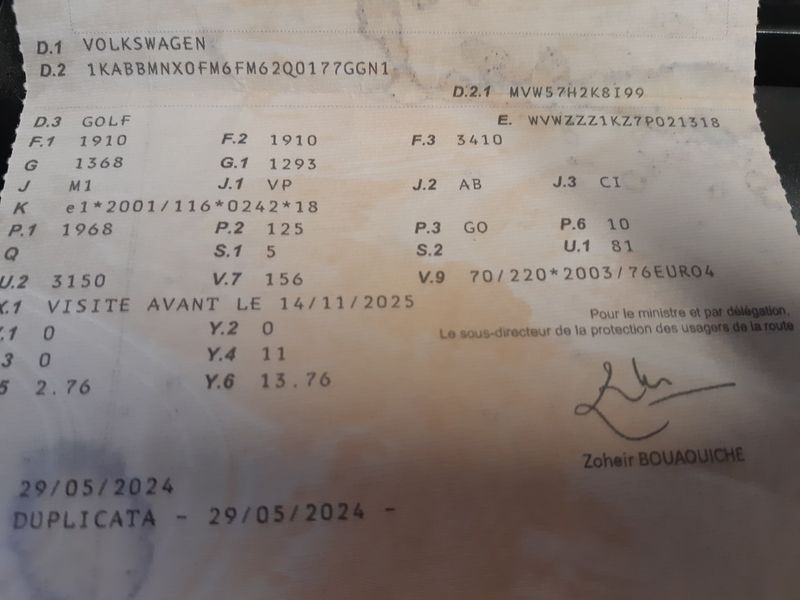 D.1 VOLKSWAGEN
D.2 1KABBMNX0FM6FM62Q0177GGN1
D.2.1 MVW57H2K8I99
D.3 GOLF
E. WVWZZZ1KZ7P021318
F.1 1910 F.2 1910 F.3 3410
G 1368 G.1 1293
J M1 J.1 VP J.2 AB J.3 CI
K e1*2001/116*0242*18
P.1 1968 P.2 125 P.3 GO P.6 10
Q S.1 5 S.2 U.1 81
U.2 3150 V.7 156 V.9 70/220*2003/76EURO4
X.1 VISITE AVANT LE 14/11/2025
.1 0 Y.2 0
3 0 Y.4 11
5 2.76 Y.6 13.76
Pour le ministre et par délégation,
Le sous-directeur de la protection des usagers de la route
Zoheir BOUAOUICHE
29/05/2024
DUPLICATA - 29/05/2024 -